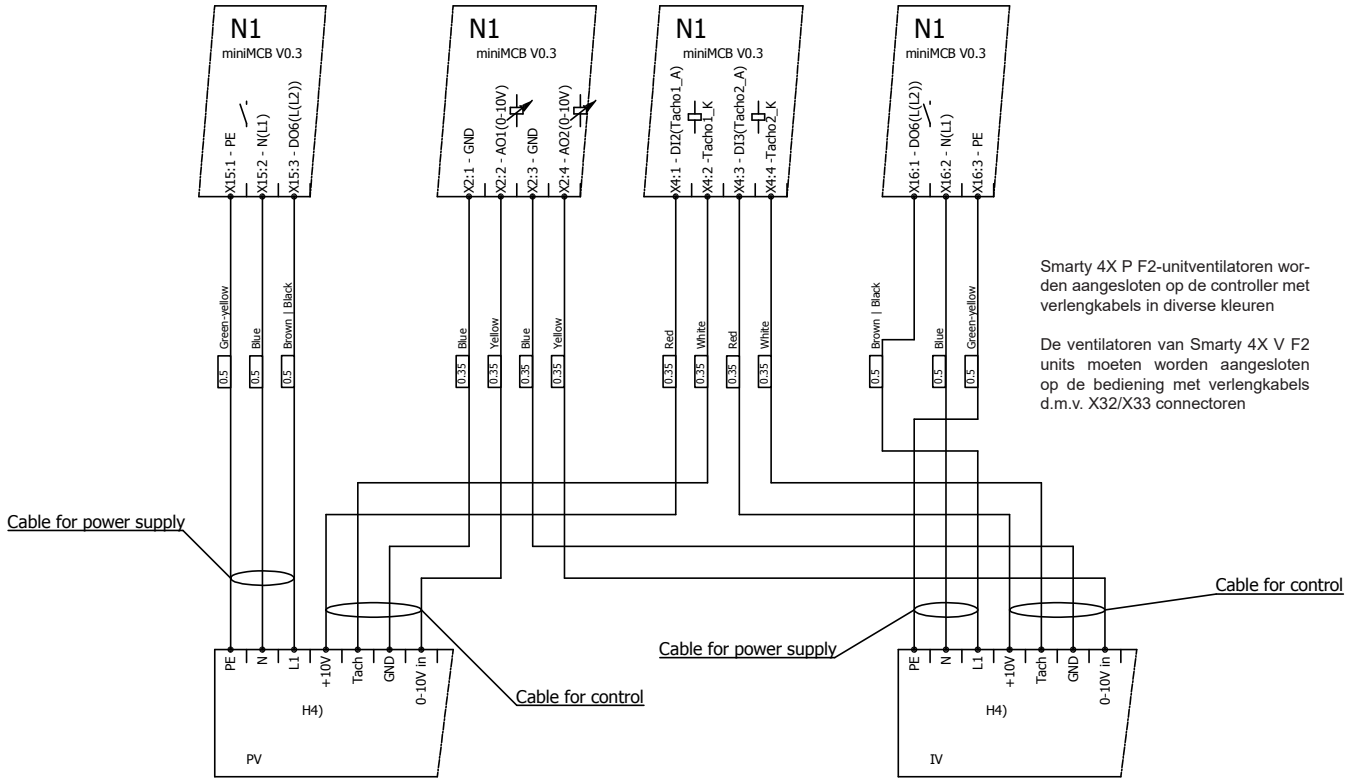 N1
miniMCB V0.3
X15:1 - PE
X15:2 - N(L1)
X15:3 - DO6(L(L2))
N1
miniMCB V0.3
X2:1 - GND
X2:2 - AO1(0-10V)
X2:3 - GND
X2:4 - AO2(0-10V)
N1
miniMCB V0.3
X4:1 - DI2(Tacho1_A)
X4:2 -Tacho1_K
X4:3 - DI3(Tacho2_A)
X4:4 -Tacho2_K
N1
miniMCB V0.3
X16:1 - DO6(L(L2))
X16:2 - N(L1)
X16:3 - PE
0.5 Green-yellow
0.5 Blue
0.5 Brown | Black
0.35 Blue
0.35 Yellow
0.35 Blue
0.35 Yellow
0.35 Red
0.35 White
0.35 Red
0.35 White
0.5 Brown | Black
0.5 Blue
0.5 Green-yellow
Smarty 4X P F2-unitventilatoren wor-
den aangesloten op de controller met
verlengkabels in diverse kleuren
De ventilatoren van Smarty 4X V F2
units moeten worden aangesloten
op de bediening met verlengkabels
d.m.v. X32/X33 connectoren
Cable for power supply
Cable for control
Cable for power supply
Cable for control
PE
N
L1
+10V
Tach
GND
0-10V in
H4)
PV
PE
N
L1
+10V
Tach
GND
0-10V in
H4)
IV